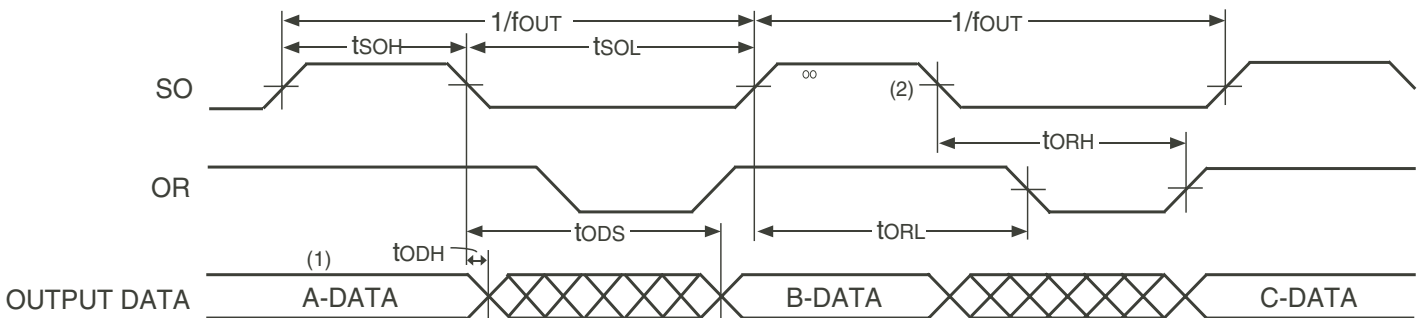 1/fOUT 1/fOUT
tSOH tSOL
SO ∞ (2)
tORH
OR
tODS tORL
tODH
(1)
OUTPUT DATA A-DATA B-DATA C-DATA